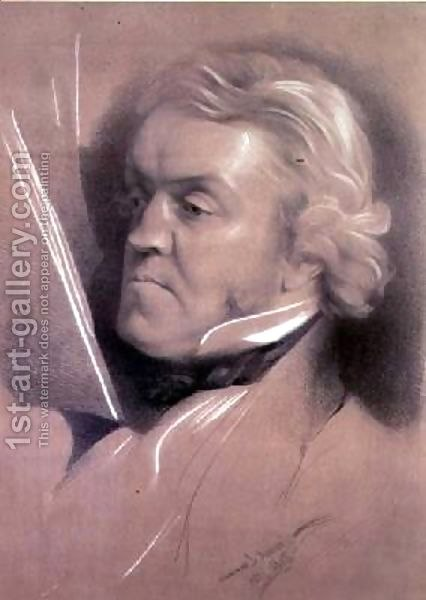 1st-art-gallery.com
This watermark does not appear on the painting